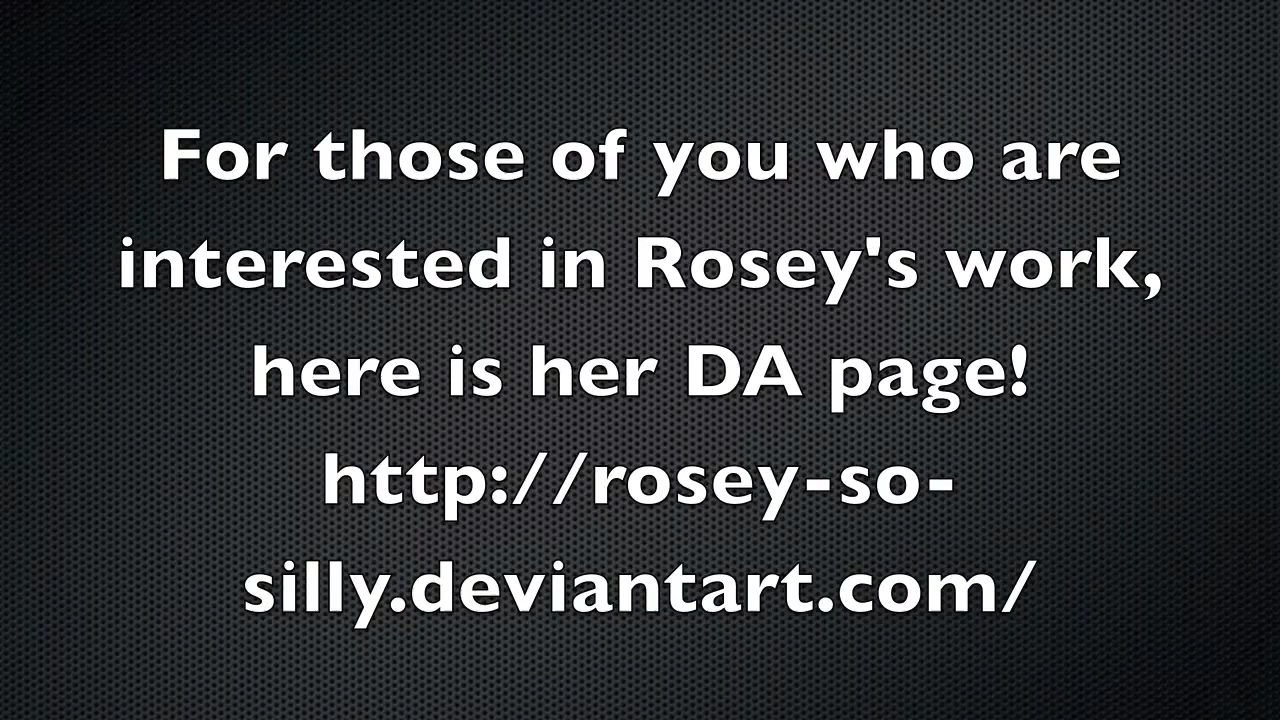 For those of you who are
interested in Rosey's work,
here is her DA page!
http://rosey-so-
silly.deviantart.com/